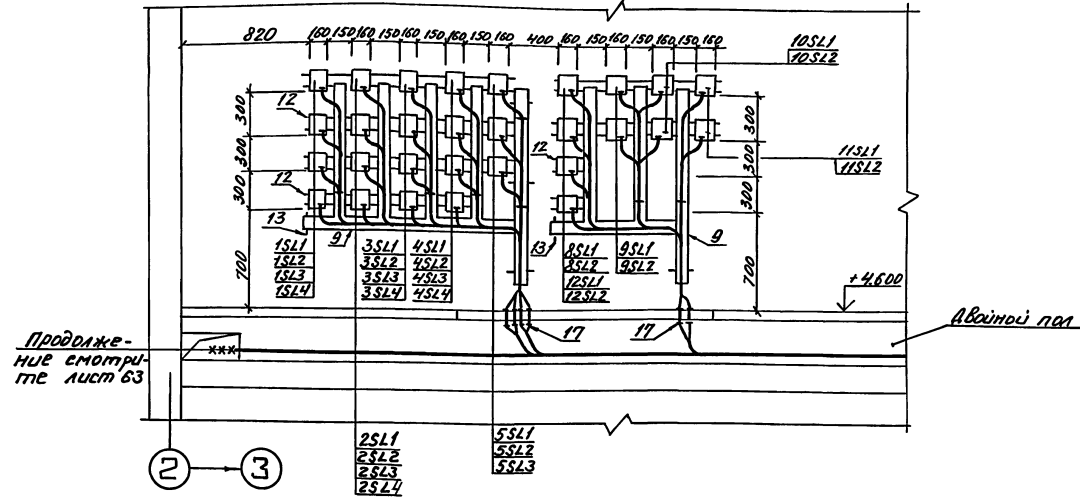 820 160 150 160 150 160 150 160 150 160 400 160 150 160 150 160 150 160
10SL1
10SL2
12
300
300
300
12
12
300
300
300
11SL1
11SL2
13
9
13
9
700
700
1SL1
1SL2
1SL3
1SL4
3SL1
3SL2
3SL3
3SL4
4SL1
4SL2
4SL3
4SL4
8SL1
8SL2
12SL1
12SL2
9SL1
9SL2
+4.600
17
17
Двойной пол
Продолже-
ние смотри-
те лист 63
×××
2SL1
2SL2
2SL3
2SL4
5SL1
5SL2
5SL3
2
3